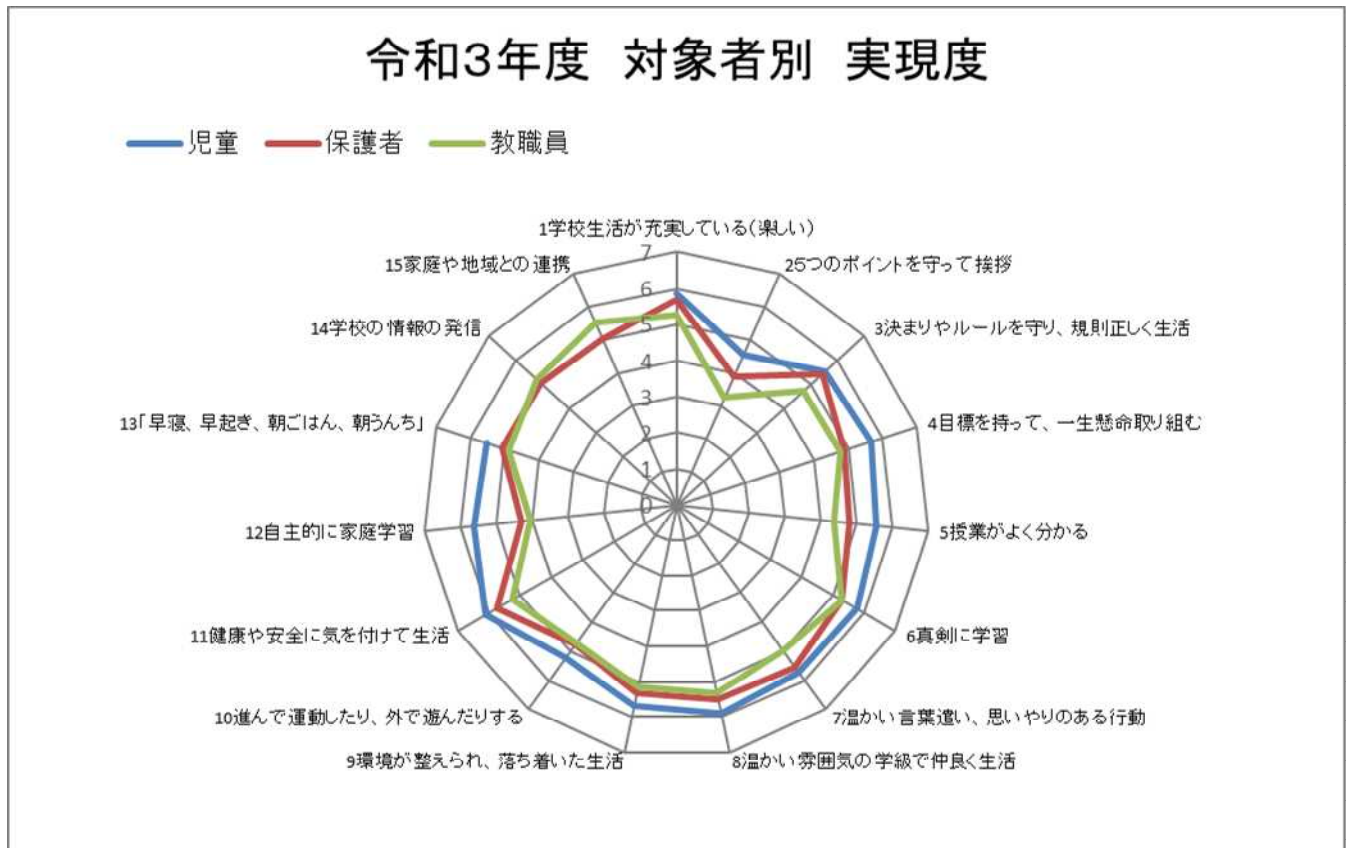 令和3年度 対象者別 実現度
児童 保護者 教職員
1学校生活が充実している(楽しい)
25つのポイントを守って挨拶
3決まりやルールを守り、規則正しく生活
4目標を持って、一生懸命取り組む
5授業がよく分かる
6真剣に学習
7温かい言葉遣い、思いやりのある行動
8温かい雰囲気の学級で仲良く生活
9環境が整えられ、落ち着いた生活
10進んで運動したり、外で遊んだりする
11健康や安全に気を付けて生活
12自主的に家庭学習
13「早寝、早起き、朝ごはん、朝うんち」
14学校の情報の発信
15家庭や地域との連携
7
6
5
4
3
2
1
0